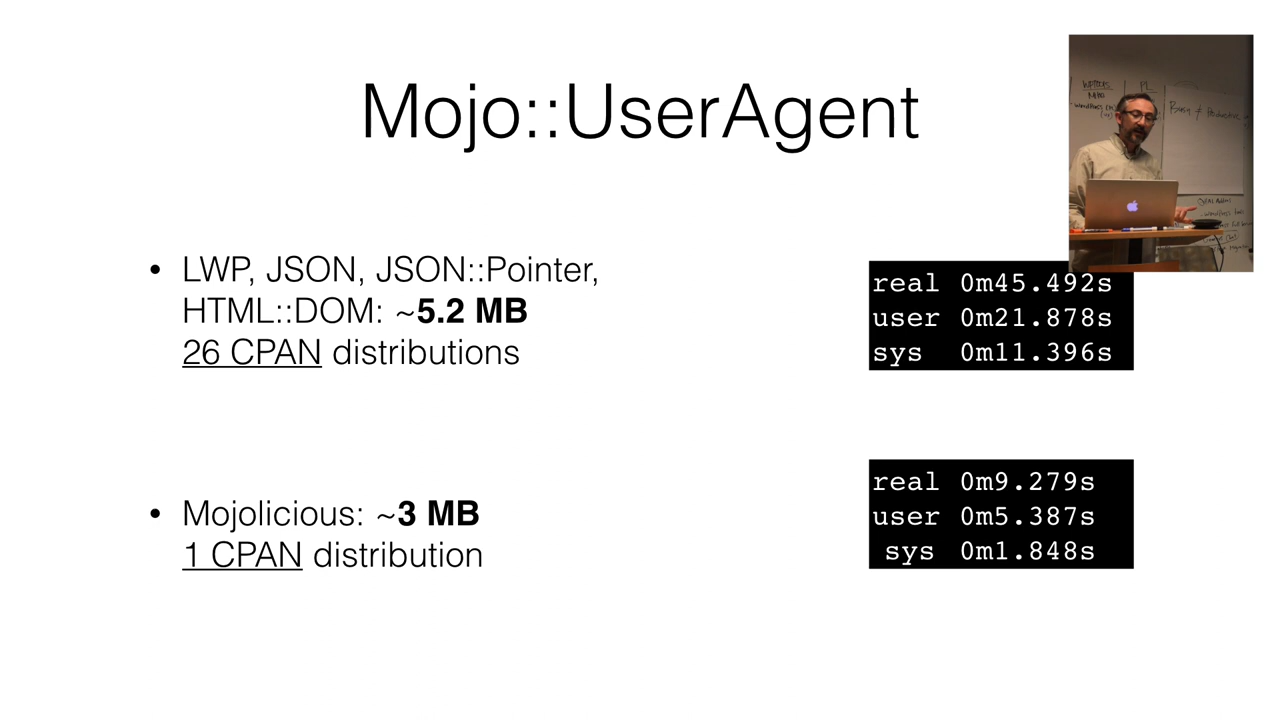 Mojo::UserAgent
• LWP, JSON, JSON::Pointer,
HTML::DOM: ~5.2 MB
26 CPAN distributions
real 0m45.492s
user 0m21.878s
sys 0m11.396s
• Mojolicious: ~3 MB
1 CPAN distribution
real 0m9.279s
user 0m5.387s
sys 0m1.848s